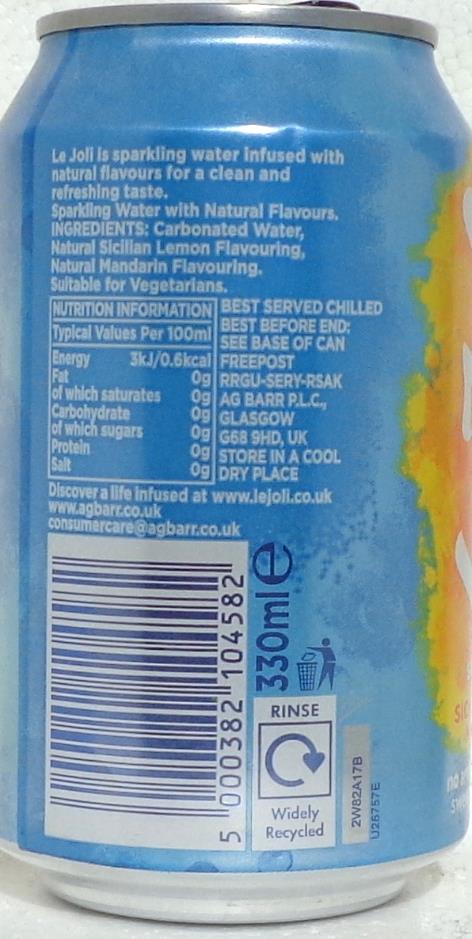 Le Joli is sparkling water infused with
natural flavours for a clean and
refreshing taste.
Sparkling Water with Natural Flavours.
INGREDIENTS: Carbonated Water,
Natural Sicilian Lemon Flavouring,
Natural Mandarin Flavouring.
Suitable for Vegetarians.
NUTRITION INFORMATION
Typical Values Per 100ml
Energy 3kJ/0.6kcal
Fat 0g
of which saturates 0g
Carbohydrate 0g
of which sugars 0g
Protein 0g
Salt 0g
BEST SERVED CHILLED
BEST BEFORE END:
SEE BASE OF CAN
FREEPOST
RRGU-SERY-RSAK
AG BARR P.L.C.,
GLASGOW
G68 9HD, UK
STORE IN A COOL
DRY PLACE
Discover a life infused at www.lejoli.co.uk
www.agbarr.co.uk
consumercare@agbarr.co.uk
5 000382 104582
330ml e
RINSE
Widely
Recycled
2W82A17B
U26757E